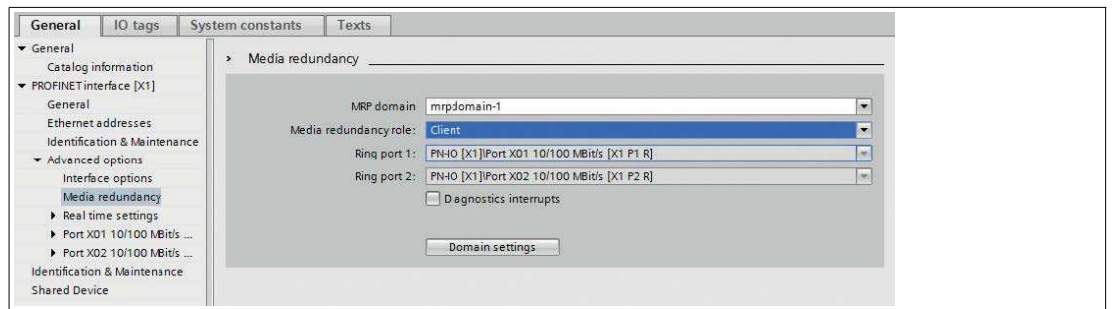 General IO tags System constants Texts
General
Catalog information
PROFINET interface [X1]
General
Ethernet addresses
Identification & Maintenance
Advanced options
Interface options
Media redundancy
Real time settings
Port X01 10/100 MBit/s ...
Port X02 10/100 MBit/s ...
Identification & Maintenance
Shared Device
Media redundancy
MRP domain mrpdomain-1
Media redundancy role: Client
Ring port 1: PN-IO [X1]\Port X01 10/100 MBit/s [X1 P1 R]
Ring port 2: PN-IO [X1]\Port X02 10/100 MBit/s [X1 P2 R]
Diagnostics interrupts
Domain settings